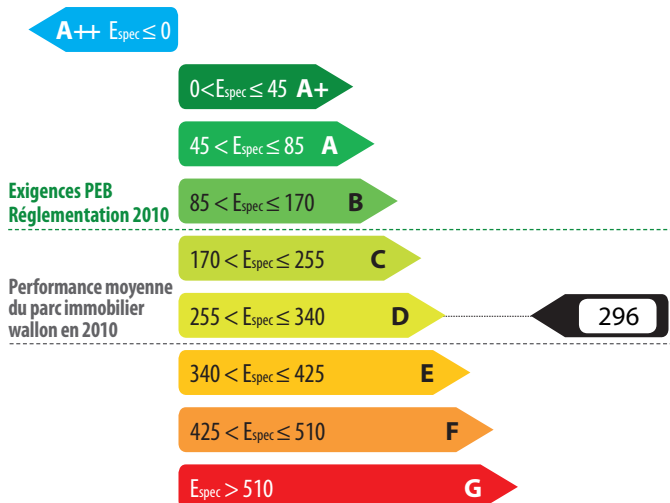 A++ Espec ≤ 0
0 < Espec ≤ 45 A+
45 < Espec ≤ 85 A
Exigences PEB
Réglementation 2010
85 < Espec ≤ 170 B
170 < Espec ≤ 255 C
Performance moyenne
du parc immobilier
wallon en 2010
255 < Espec ≤ 340 D
296
340 < Espec ≤ 425 E
425 < Espec ≤ 510 F
Espec > 510 G